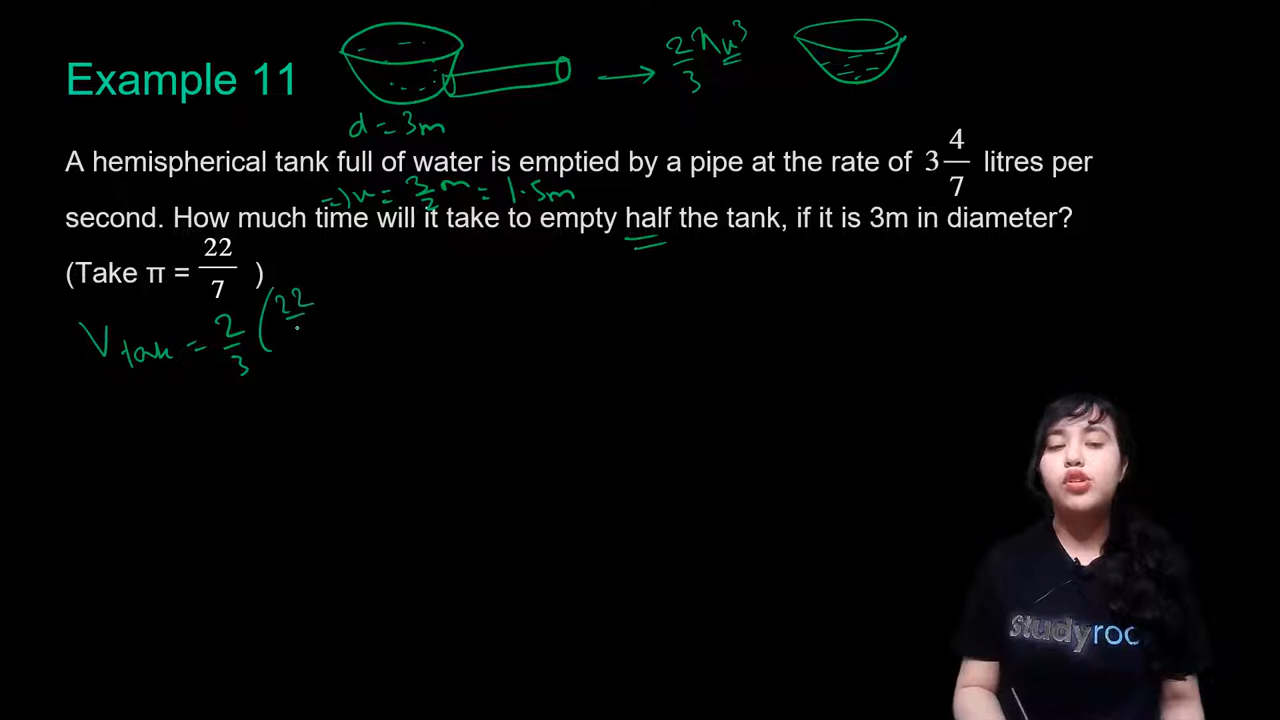 2/3 πr³
Example 11
d = 3m
A hemispherical tank full of water is emptied by a pipe at the rate of 3 4/7 litres per
=) r = 3/2 m = 1.5m
second. How much time will it take to empty half the tank, if it is 3m in diameter?
(Take π = 22/7 )
V tank = 2/3 ( 22
studyroc